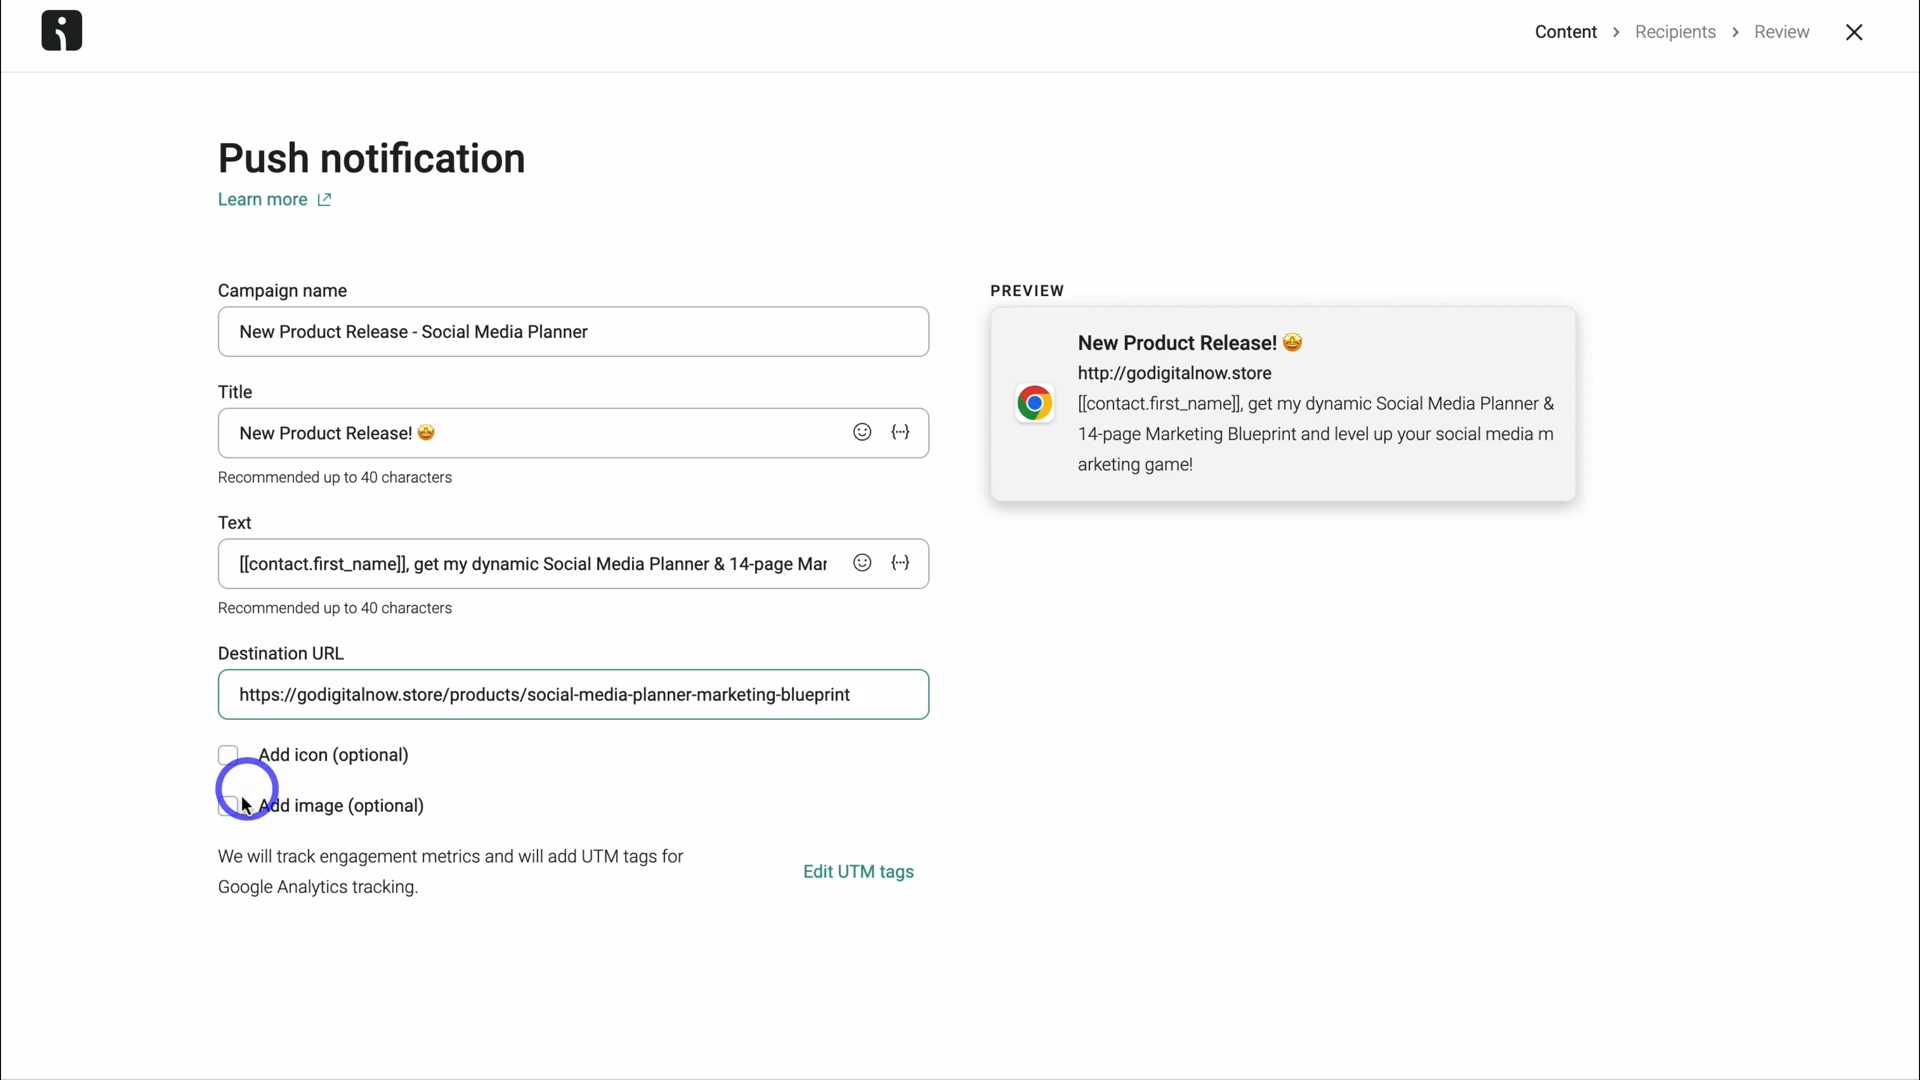 Content > Recipients > Review
Push notification
Learn more
Campaign name
New Product Release - Social Media Planner
Title
New Product Release! 🤩
Recommended up to 40 characters
Text
[[contact.first_name]], get my dynamic Social Media Planner & 14-page Mar
Recommended up to 40 characters
Destination URL
https://godigitalnow.store/products/social-media-planner-marketing-blueprint
Add icon (optional)
Add image (optional)
We will track engagement metrics and will add UTM tags for
Google Analytics tracking.
Edit UTM tags
PREVIEW
New Product Release! 🤩
http://godigitalnow.store
[[contact.first_name]], get my dynamic Social Media Planner &
14-page Marketing Blueprint and level up your social media m
arketing game!